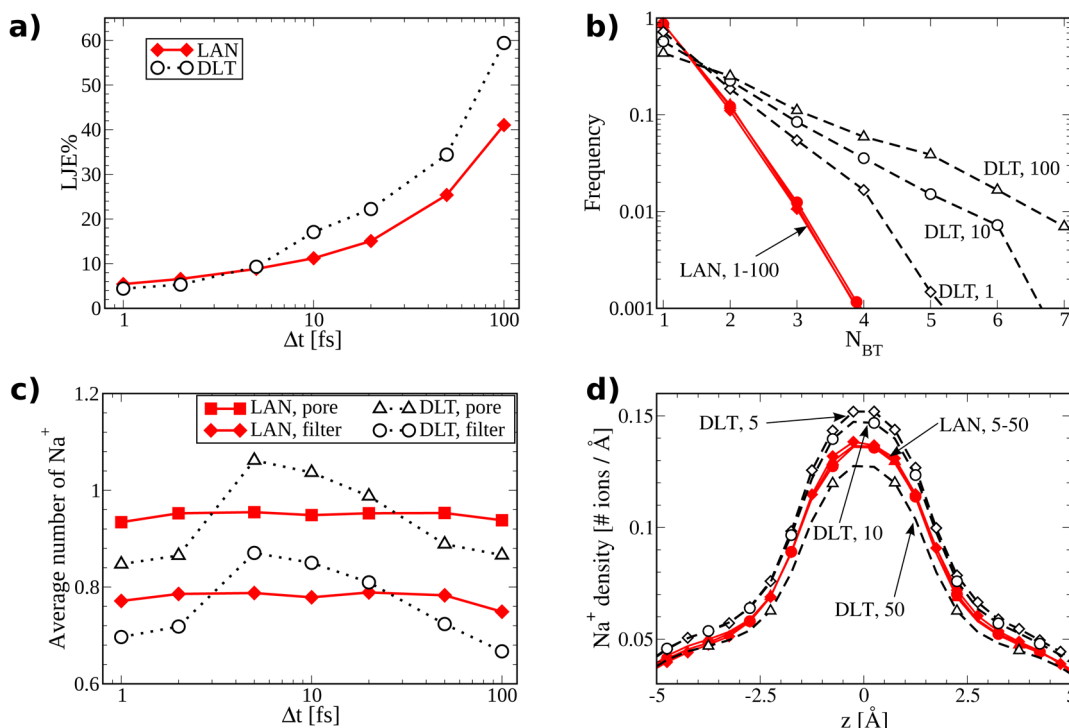 a)
60
50
40
30
20
10
0
LJE%
LAN
DLT
1
10
100
Δt [fs]
b)
1
0.1
0.01
0.001
Frequency
DLT, 100
DLT, 10
LAN, 1-100
DLT, 1
1 2 3 4 5 6 7
N_BT
c)
1.2
1
0.8
0.6
Average number of Na⁺
LAN, pore
DLT, pore
LAN, filter
DLT, filter
1
10
100
Δt [fs]
d)
0.15
0.1
0.05
Na⁺ density [# ions / Å]
DLT, 5
LAN, 5-50
DLT, 10
DLT, 50
-5 -2.5 0 2.5 5
z [Å]